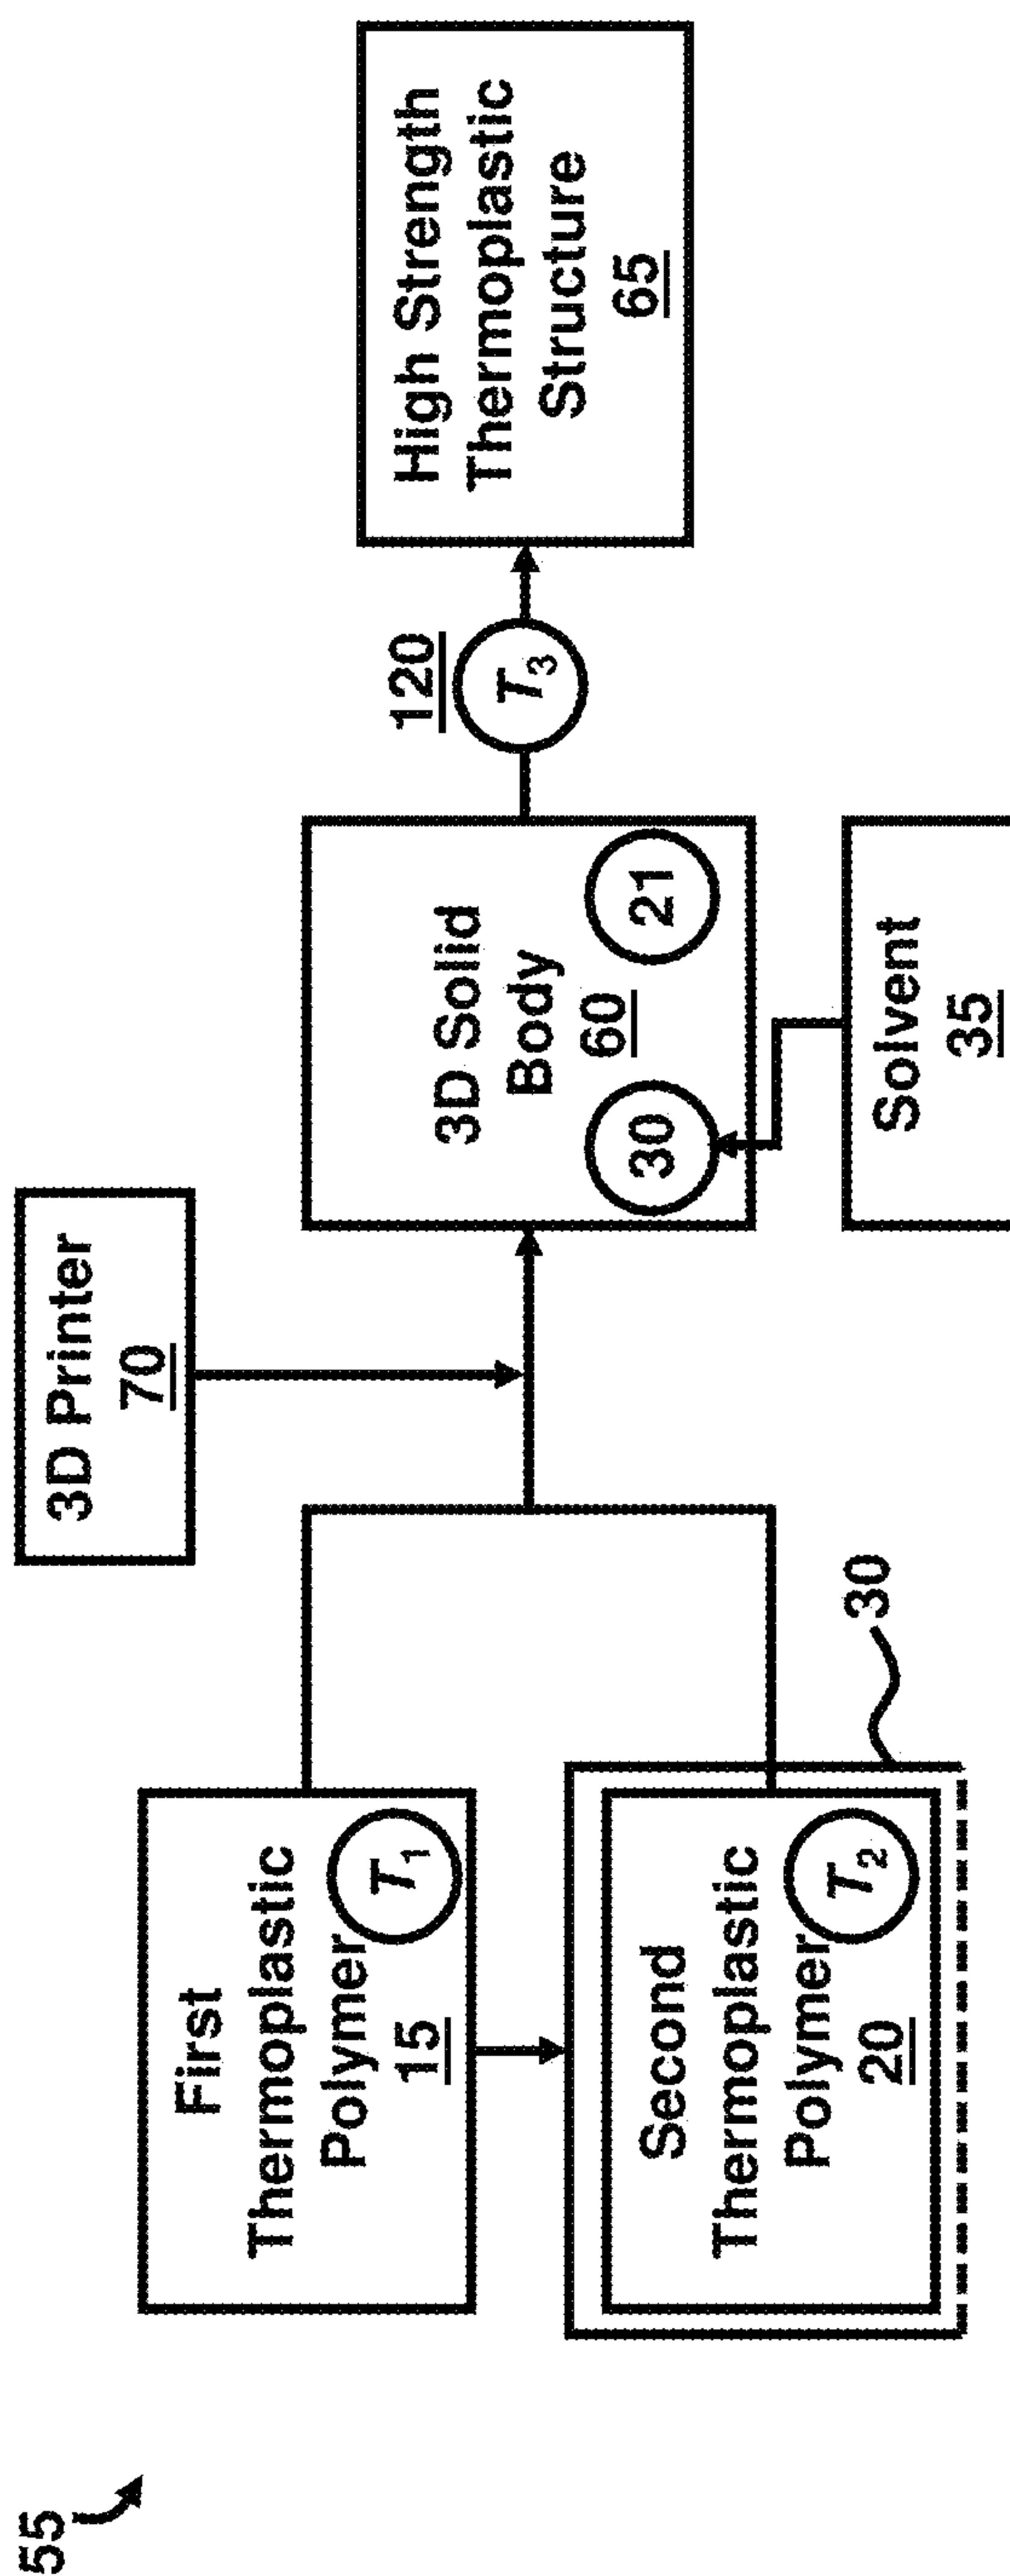 55
First
Thermoplastic
Polymer
15
T1
Second
Thermoplastic
Polymer
20
T2
30
3D Printer
70
3D Solid
Body
60
30
21
Solvent
35
120
T3
High Strength
Thermoplastic
Structure
65